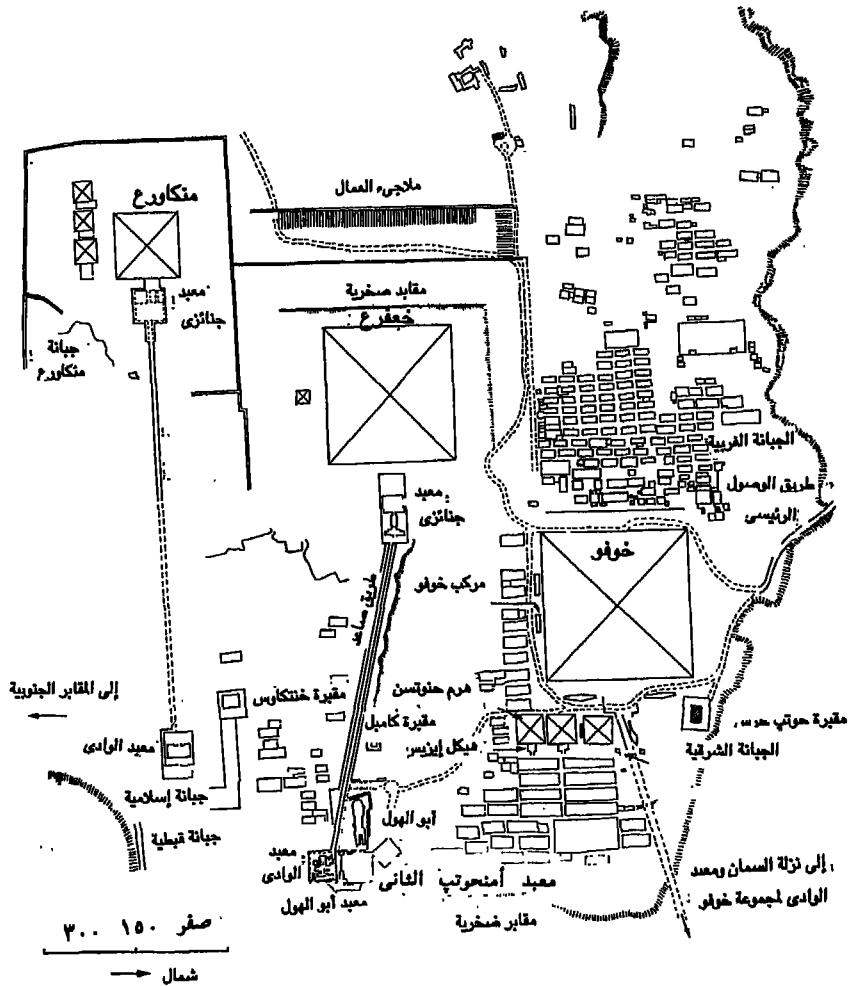 ملاجىء العمال
منكاورع
مقابر صخرية
خعفرع
معبد
جنائزى
جبانة
منكاورع
الجبانة الغربية
طريق الوصول
الرئيسى
معبد
جنائزى
خوفو
مركب خوفو
طريق صاعد
إلى المقابر الجنوبية
مقبرة خنتكاوس
هرم حنوتسن
مقبرة كامبل
هيكل إيزيس
مقبرة حوتب حرس
الجبانة الشرقية
معبد الوادى
جبانة إسلامية
جبانة قبطية
أبو الهول
معبد
الوادى
معبد أمنحوتب الثانى
معبد أبو الهول
مقابر صخرية
إلى نزلة السمان ومعبد
الوادى لمجموعة خوفو
صفر ١٥٠ ٣٠٠
شمال